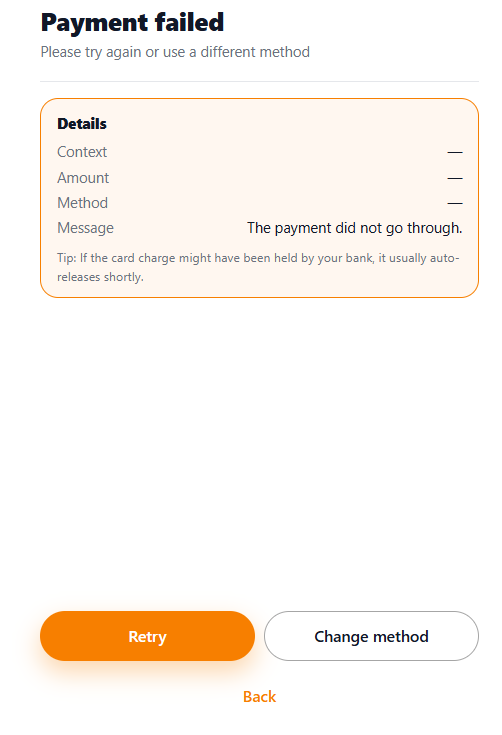 Payment failed
Please try again or use a different method
Details
Context —
Amount —
Method —
Message The payment did not go through.
Tip: If the card charge might have been held by your bank, it usually auto-
releases shortly.
Retry Change method
Back